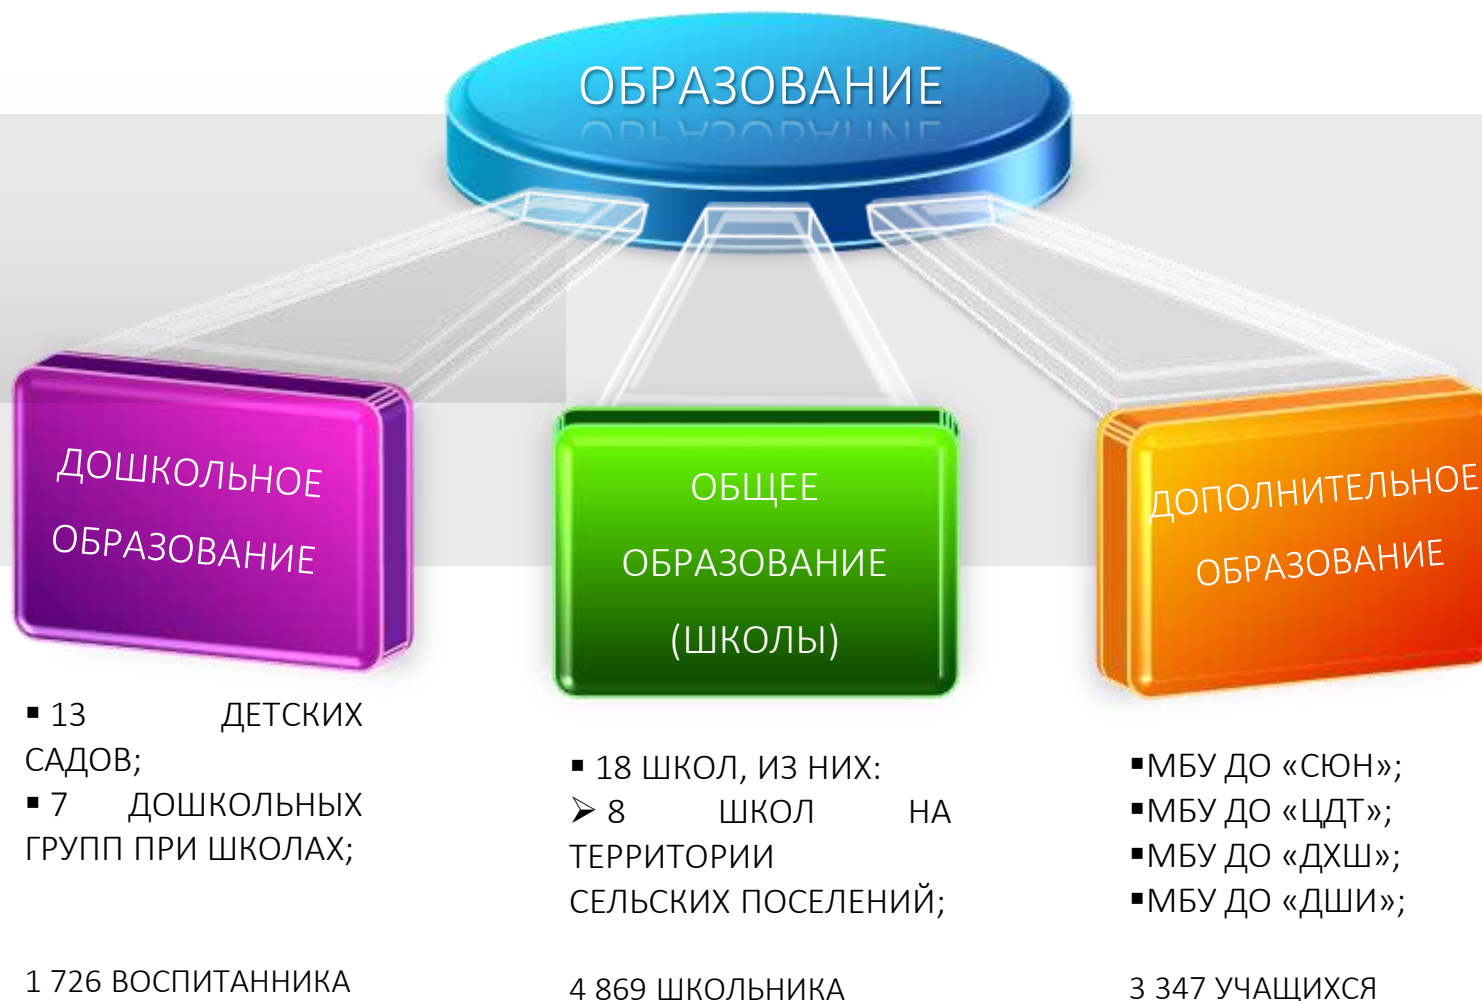 ОБРАЗОВАНИЕ
ДОШКОЛЬНОЕ
ОБРАЗОВАНИЕ
ОБЩЕЕ
ОБРАЗОВАНИЕ
(ШКОЛЫ)
ДОПОЛНИТЕЛЬНОЕ
ОБРАЗОВАНИЕ
▪ 13 ДЕТСКИХ
САДОВ;
▪ 7 ДОШКОЛЬНЫХ
ГРУПП ПРИ ШКОЛАХ;
1 726 ВОСПИТАННИКА
▪ 18 ШКОЛ, ИЗ НИХ:
➢ 8 ШКОЛ НА
ТЕРРИТОРИИ
СЕЛЬСКИХ ПОСЕЛЕНИЙ;
4 869 ШКОЛЬНИКА
▪МБУ ДО «СЮН»;
▪МБУ ДО «ЦДТ»;
▪МБУ ДО «ДХШ»;
▪МБУ ДО «ДШИ»;
3 347 УЧАЩИХСЯ